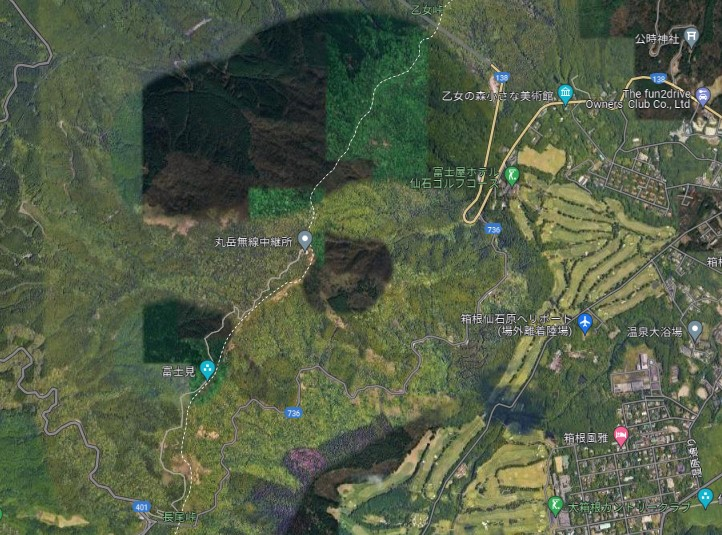 乙女峠
公時神社
138
138
乙女の森小さな美術館
The fun2drive
Owners' Club Co., Ltd
富士屋ホテル
仙石ゴルフコース
736
丸岳無線中継所
箱根仙石原ヘリポート
(場外離着陸場)
温泉大浴場
富士見
736
箱根風雅
401
長尾峠
大箱根カントリークラブ